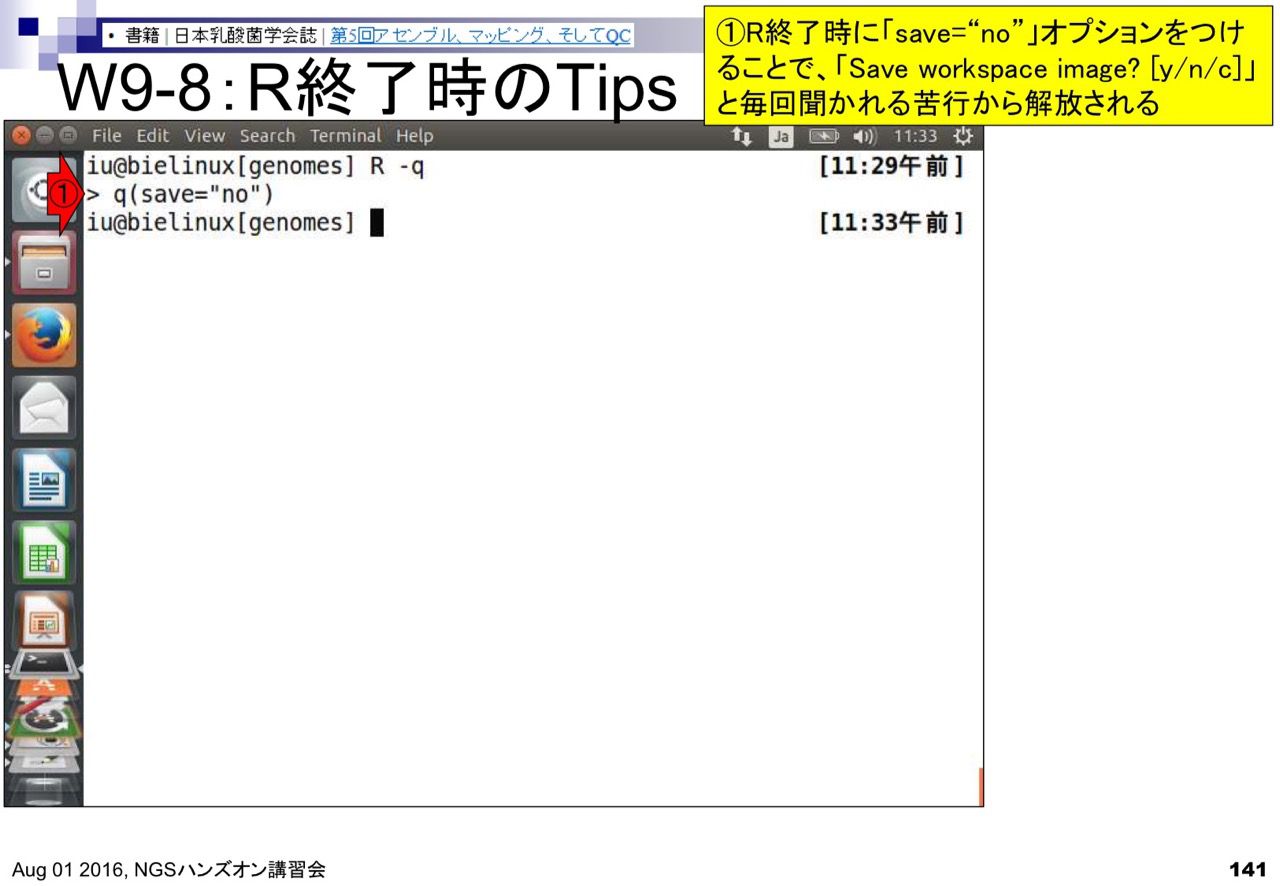 • 書籍 | 日本乳酸菌学会誌 | 第5回アセンブル、マッピング、そしてQC
W9-8：R終了時のTips
①R終了時に「save=“no”」オプションをつけ
ることで、「Save workspace image? [y/n/c]」
と毎回聞かれる苦行から解放される
File Edit View Search Terminal Help
Ja
11:33
iu@bielinux[genomes] R -q [11:29午前]
①
> q(save="no")
iu@bielinux[genomes] [11:33午前]
Aug 01 2016, NGSハンズオン講習会
141